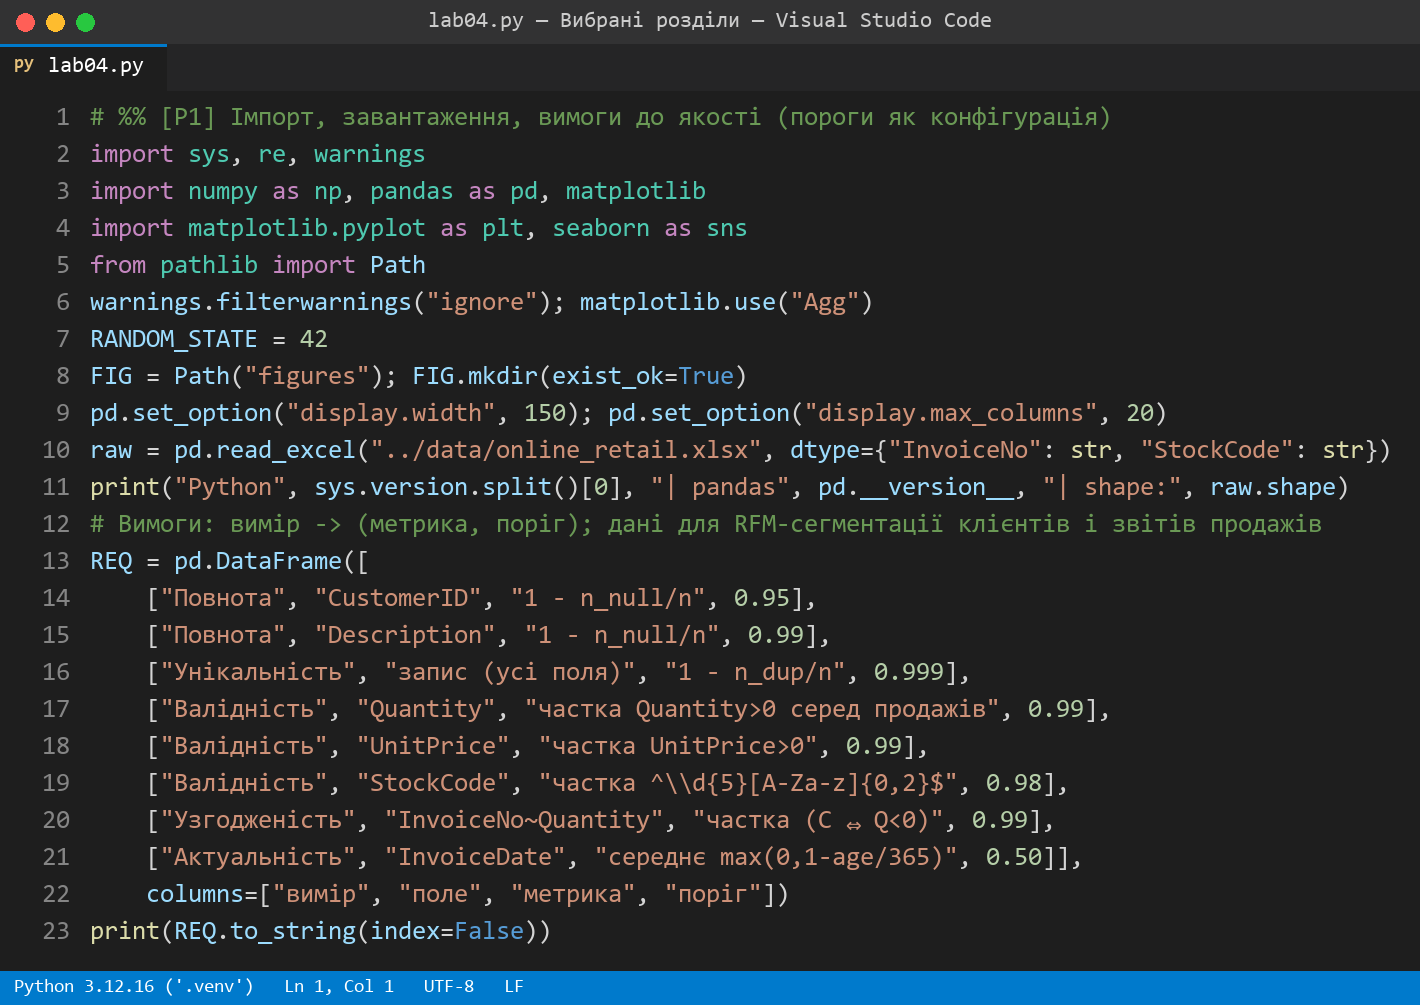 lab04.py — Вибрані розділи — Visual Studio Code
py lab04.py
1 # %% [P1] Імпорт, завантаження, вимоги до якості (пороги як конфігурація)
2 import sys, re, warnings
3 import numpy as np, pandas as pd, matplotlib
4 import matplotlib.pyplot as plt, seaborn as sns
5 from pathlib import Path
6 warnings.filterwarnings("ignore"); matplotlib.use("Agg")
7 RANDOM_STATE = 42
8 FIG = Path("figures"); FIG.mkdir(exist_ok=True)
9 pd.set_option("display.width", 150); pd.set_option("display.max_columns", 20)
10 raw = pd.read_excel("../data/online_retail.xlsx", dtype={"InvoiceNo": str, "StockCode": str})
11 print("Python", sys.version.split()[0], "| pandas", pd.__version__, "| shape:", raw.shape)
12 # Вимоги: вимір -> (метрика, поріг); дані для RFM-сегментації клієнтів і звітів продажів
13 REQ = pd.DataFrame([
14     ["Повнота", "CustomerID", "1 - n_null/n", 0.95],
15     ["Повнота", "Description", "1 - n_null/n", 0.99],
16     ["Унікальність", "запис (усі поля)", "1 - n_dup/n", 0.999],
17     ["Валідність", "Quantity", "частка Quantity>0 серед продажів", 0.99],
18     ["Валідність", "UnitPrice", "частка UnitPrice>0", 0.99],
19     ["Валідність", "StockCode", "частка ^\\d{5}[A-Za-z]{0,2}$", 0.98],
20     ["Узгодженість", "InvoiceNo~Quantity", "частка (C ⇔ Q<0)", 0.99],
21     ["Актуальність", "InvoiceDate", "середнє max(0,1-age/365)", 0.50]],
22     columns=["вимір", "поле", "метрика", "поріг"])
23 print(REQ.to_string(index=False))
Python 3.12.16 ('.venv')   Ln 1, Col 1   UTF-8   LF